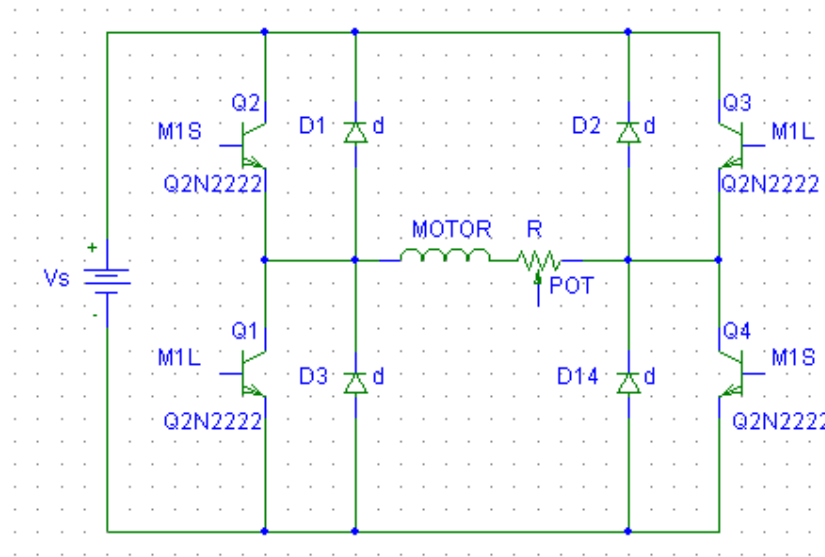 Q2
Q3
M1S
D1
d
D2
d
M1L
Q2N2222
Q2N2222
MOTOR
R
+
Vs
POT
-
Q1
Q4
M1L
D3
d
D14
d
M1S
Q2N2222
Q2N2222